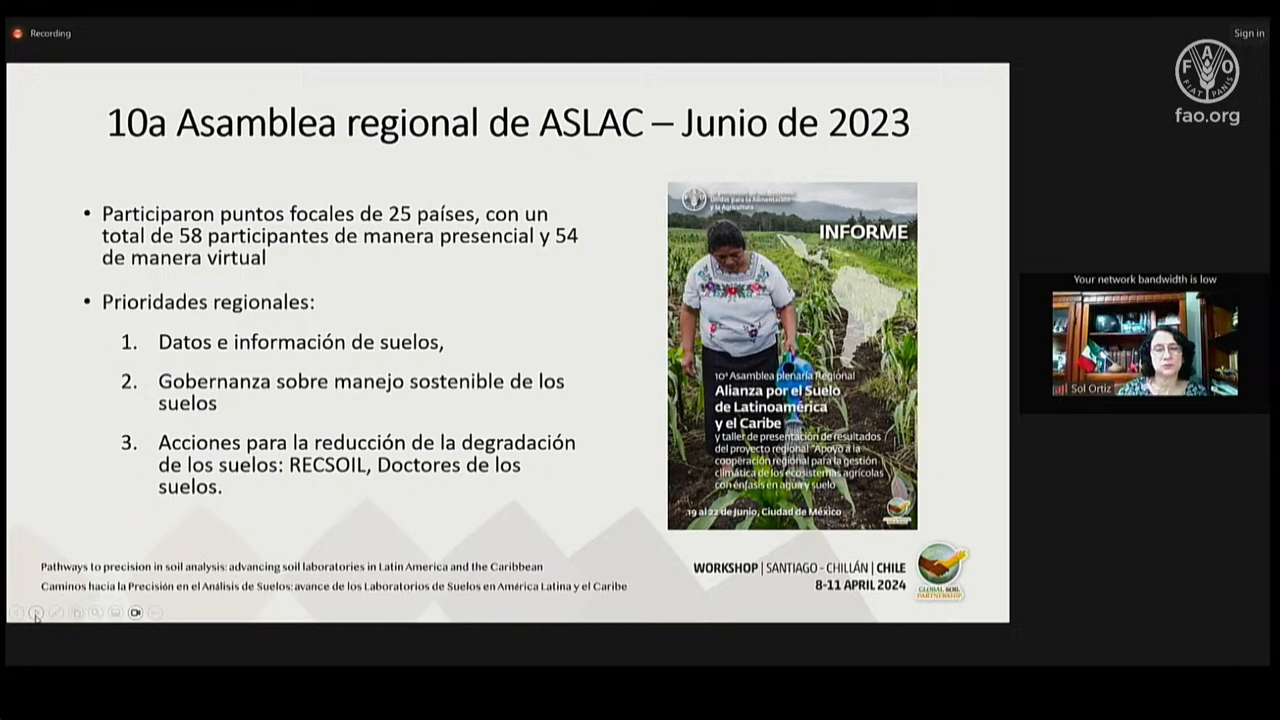 Recording
Sign in
FAO
FIAT PANIS
fao.org
10a Asamblea regional de ASLAC – Junio de 2023
• Participaron puntos focales de 25 países, con un
total de 58 participantes de manera presencial y 54
de manera virtual
• Prioridades regionales:
1. Datos e información de suelos,
2. Gobernanza sobre manejo sostenible de los
suelos
3. Acciones para la reducción de la degradación
de los suelos: RECSOIL, Doctores de los
suelos.
Unidas para la Alimentación
y la Agricultura
INFORME
10ª Asamblea plenaria Regional
Alianza por el Suelo
de Latinoamérica
y el Caribe
y taller de presentación de resultados
del proyecto regional "Apoyo a la
cooperación regional para la gestión
climática de los ecosistemas agrícolas
con énfasis en agua y suelo
19 al 22 de Junio, Ciudad de México
Your network bandwidth is low
Sol Ortiz
Pathways to precision in soil analysis: advancing soil laboratories in Latin America and the Caribbean
Caminos hacia la Precisión en el Análisis de Suelos: avance de los Laboratorios de Suelos en América Latina y el Caribe
WORKSHOP | SANTIAGO - CHILLÁN | CHILE
8-11 APRIL 2024
GLOBAL SOIL
PARTNERSHIP